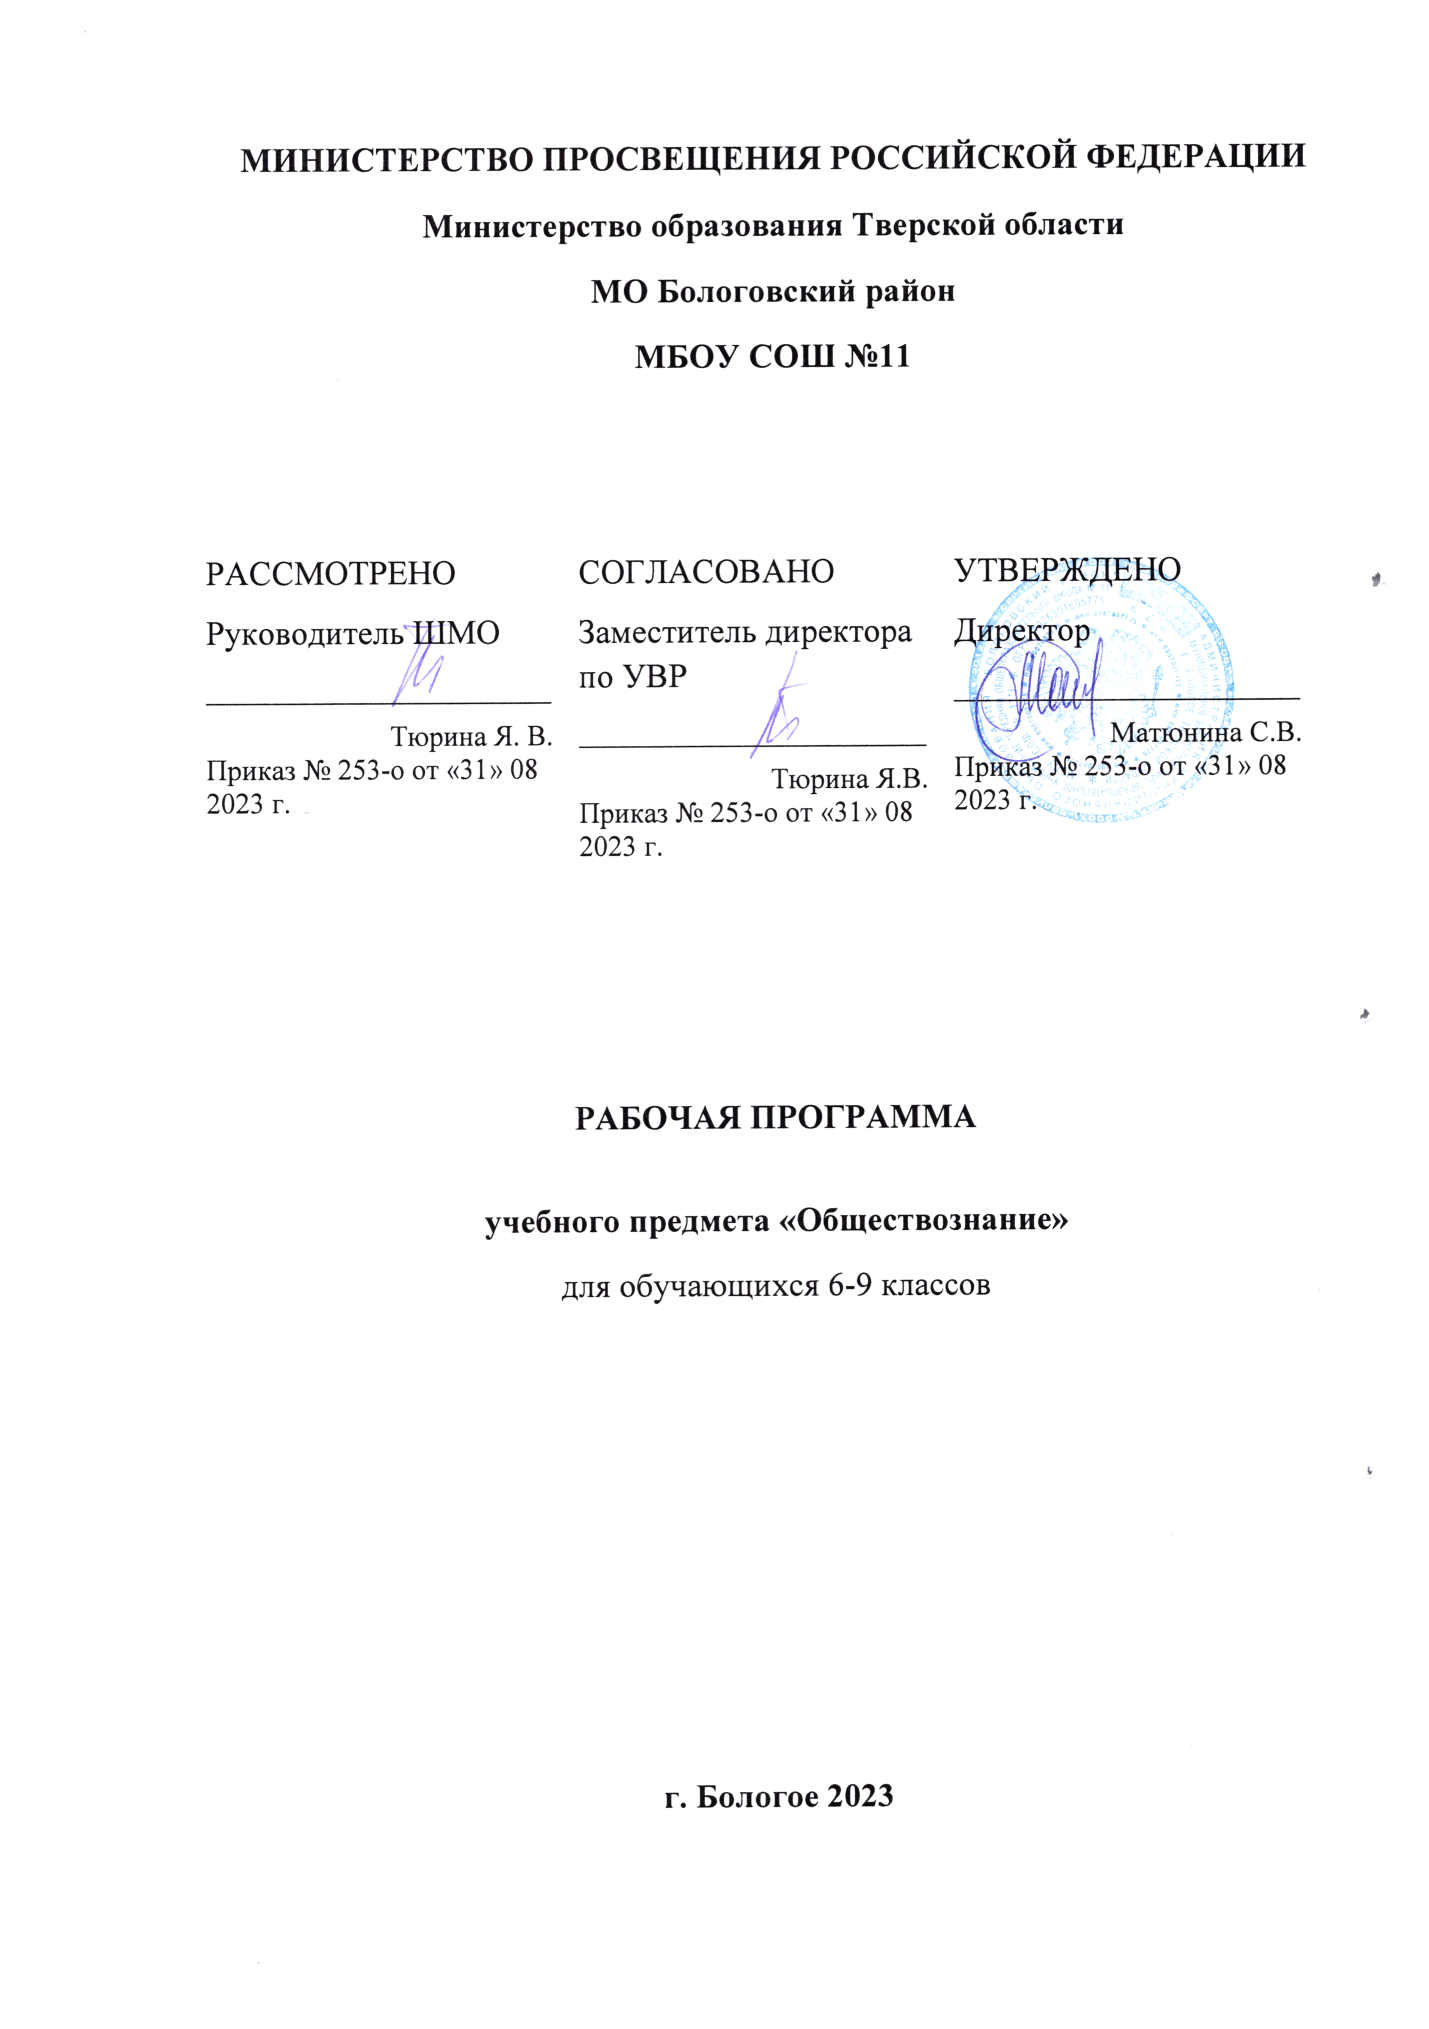 МИНИСТЕРСТВО ПРОСВЕЩЕНИЯ РОССИЙСКОЙ ФЕДЕРАЦИИ
Министерство образования Тверской области
МО Бологовский район
МБОУ СОШ №11
РАССМОТРЕНО
Руководитель ШМО
Тюрина Я. В.
Приказ № 253-о от «31» 08
2023 г.
СОГЛАСОВАНО
Заместитель директора
по УВР
Тюрина Я.В.
Приказ № 253-о от «31» 08
2023 г.
УТВЕРЖДЕНО
Директор
Матюнина С.В.
Приказ № 253-о от «31» 08
2023 г.
РАБОЧАЯ ПРОГРАММА
учебного предмета «Обществознание»
для обучающихся 6-9 классов
г. Бологое 2023